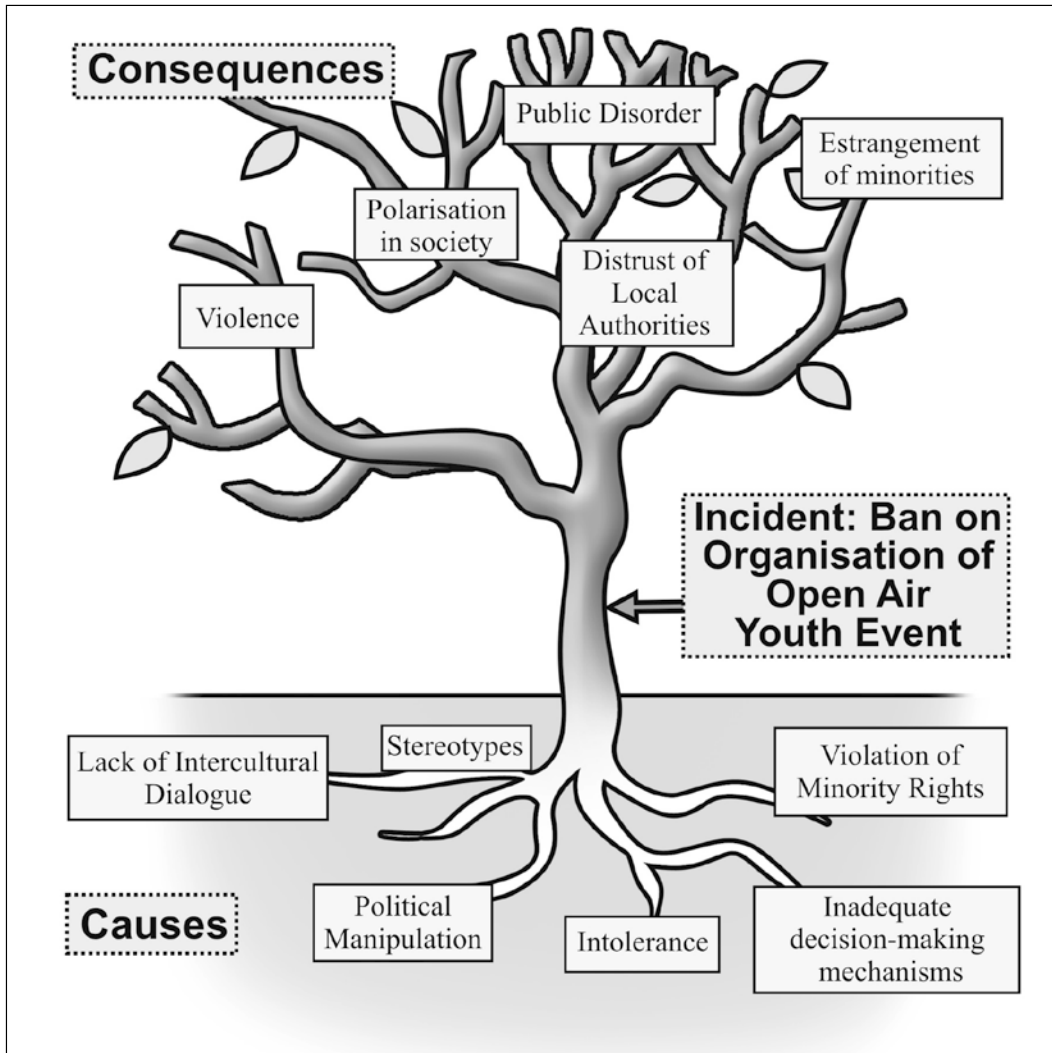 Consequences
Public Disorder
Estrangement
of minorities
Polarisation
in society
Distrust of
Local
Authorities
Violence
Incident: Ban on
Organisation of
Open Air
Youth Event
Stereotypes
Lack of Intercultural
Dialogue
Violation of
Minority Rights
Causes
Political
Manipulation
Intolerance
Inadequate
decision-making
mechanisms